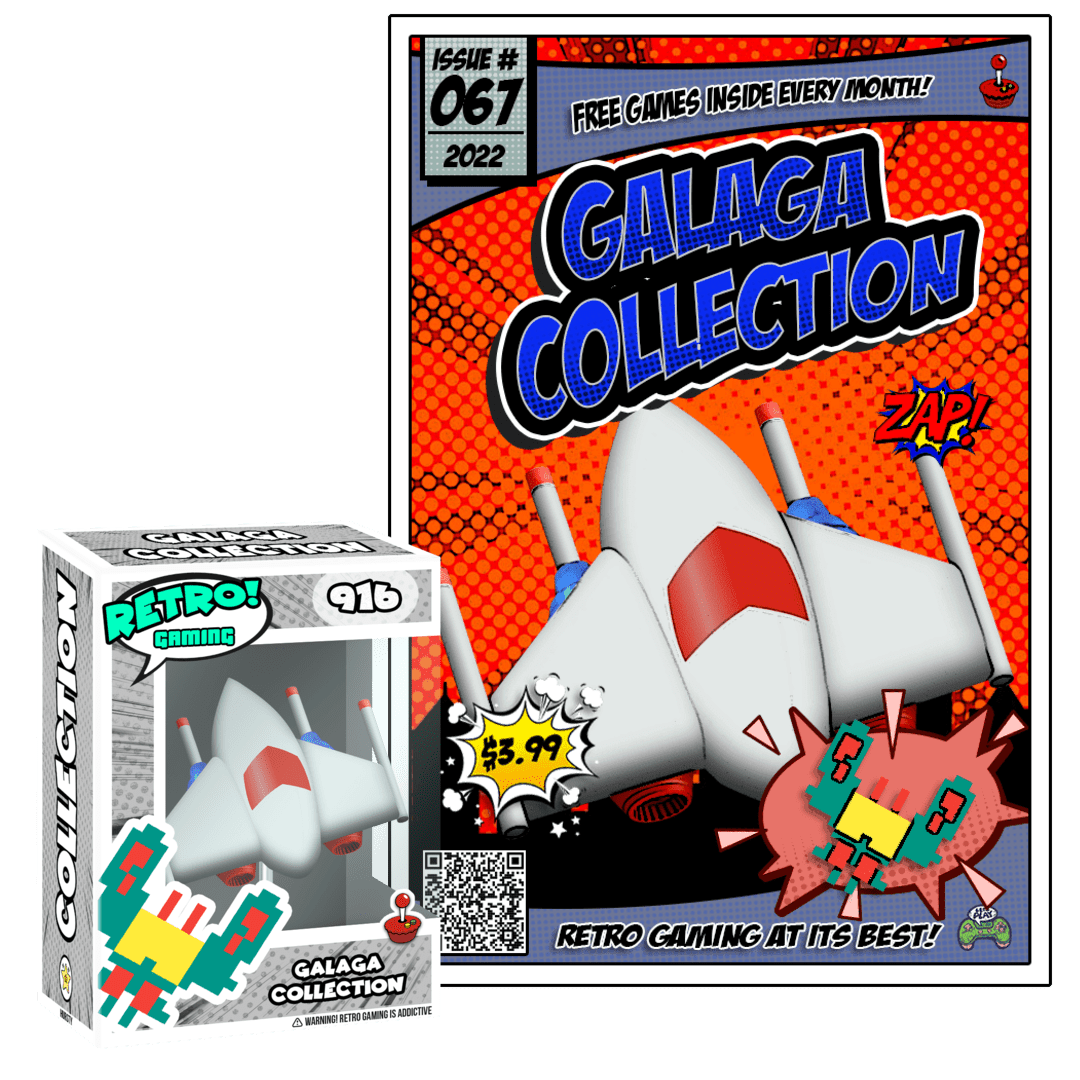 ISSUE #
067
2022
FREE GAMES INSIDE EVERY MONTH!
GALAGA
COLLECTION
ZAP!
$3.99
RETRO GAMING AT ITS BEST!
PLAY
GALAGA
COLLECTION
RETRO!
GAMING
916
COLLECTION
GALAGA
COLLECTION
WARNING! RETRO GAMING IS ADDICTIVE